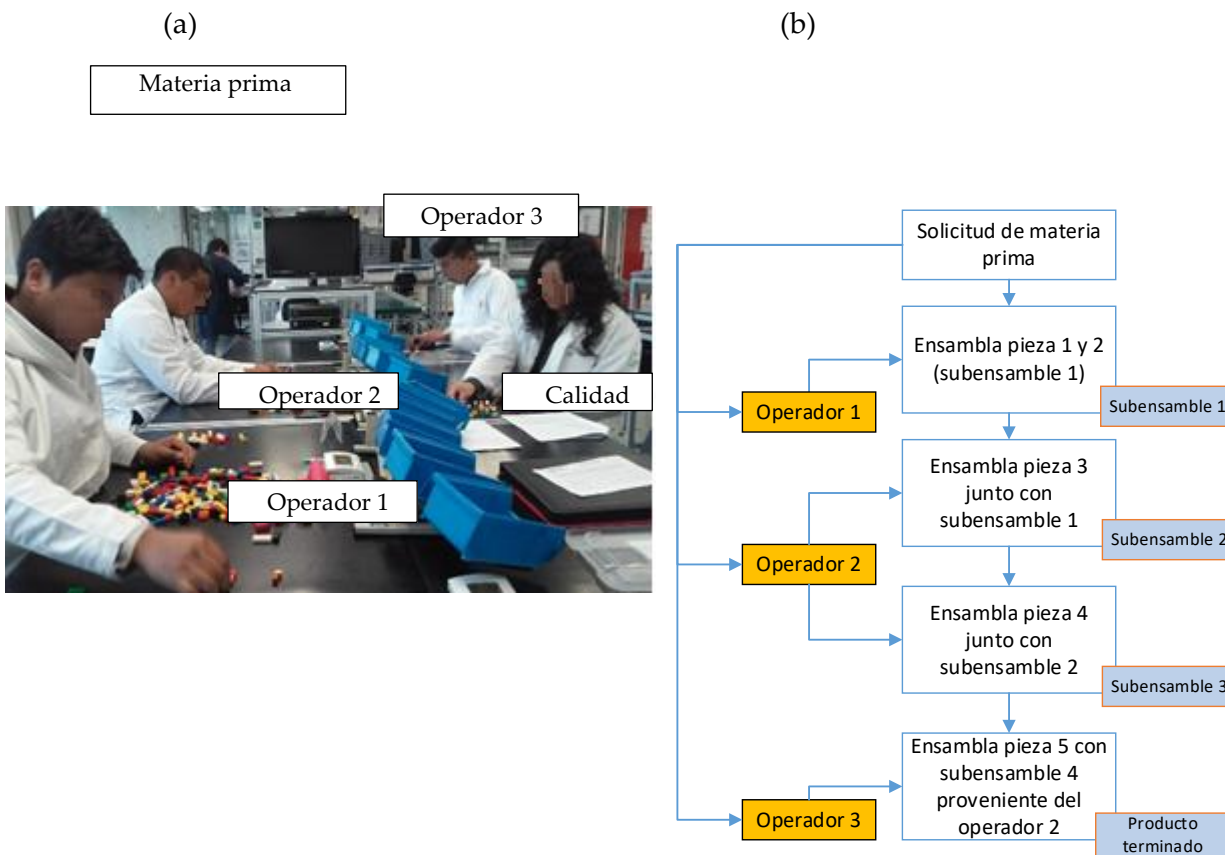 (a)
Materia prima
Operador 3
Operador 2
Calidad
Operador 1
(b)
Solicitud de materia
prima
Ensambla pieza 1 y 2
(subensamble 1)
Subensamble 1
Operador 1
Ensambla pieza 3
junto con
subensamble 1
Subensamble 2
Operador 2
Ensambla pieza 4
junto con
subensamble 2
Subensamble 3
Ensambla pieza 5 con
subensamble 4
proveniente del
operador 2
Operador 3
Producto
terminado